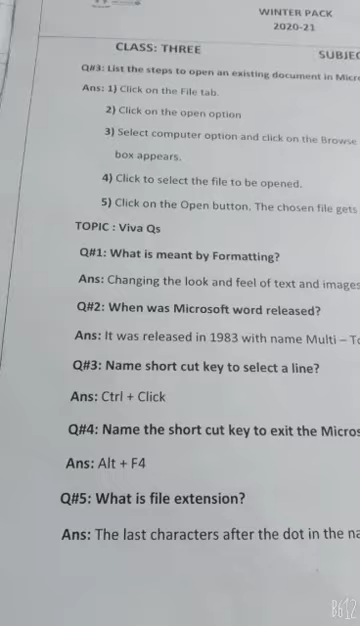 WINTER PACK
2020-21
CLASS: THREE
SUBJEC
Q#3: List the steps to open an existing document in Micr
Ans: 1) Click on the File tab.
2) Click on the open option
3) Select computer option and click on the Browse
box appears.
4) Click to select the file to be opened.
5) Click on the Open button. The chosen file gets
TOPIC : Viva Qs
Q#1: What is meant by Formatting?
Ans: Changing the look and feel of text and images
Q#2: When was Microsoft word released?
Ans: It was released in 1983 with name Multi – To
Q#3: Name short cut key to select a line?
Ans: Ctrl + Click
Q#4: Name the short cut key to exit the Micros
Ans: Alt + F4
Q#5: What is file extension?
Ans: The last characters after the dot in the na
B612